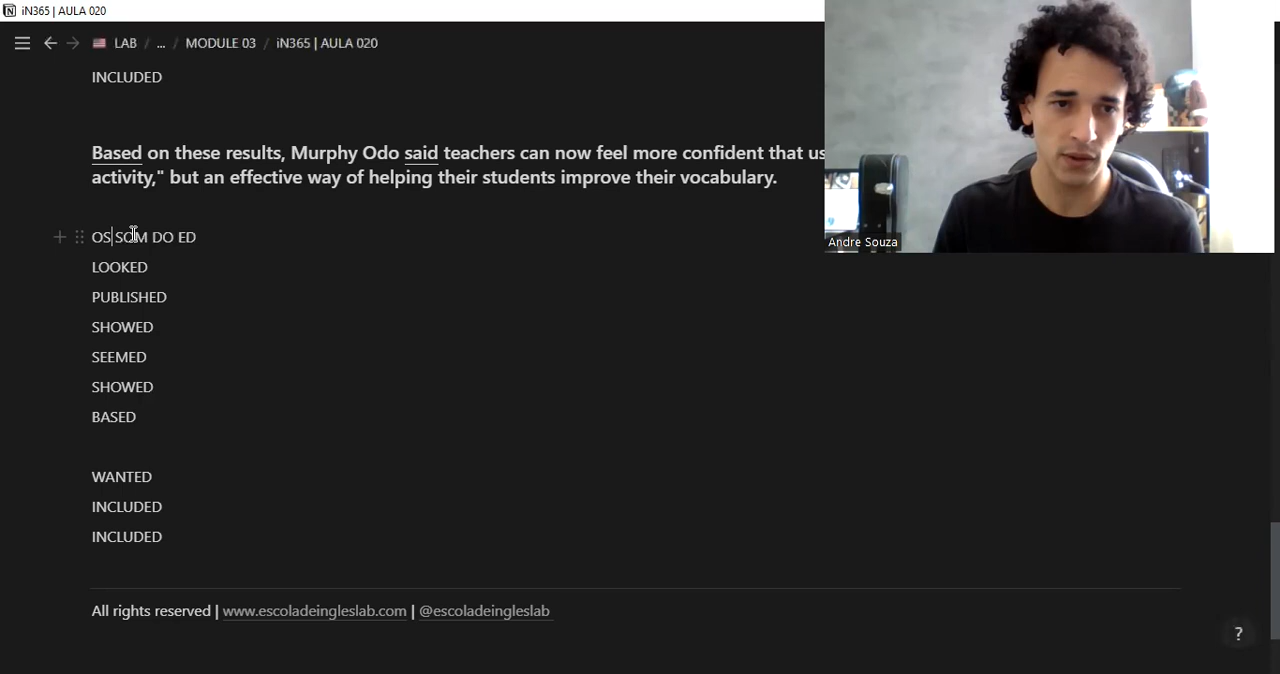 iN365 | AULA 020
LAB / ... / MODULE 03 / iN365 | AULA 020
INCLUDED
Based on these results, Murphy Odo said teachers can now feel more confident that us
activity," but an effective way of helping their students improve their vocabulary.
OS SOM DO ED
LOOKED
PUBLISHED
SHOWED
SEEMED
SHOWED
BASED
WANTED
INCLUDED
INCLUDED
All rights reserved | www.escoladeingleslab.com | @escoladeingleslab
Andre Souza
?